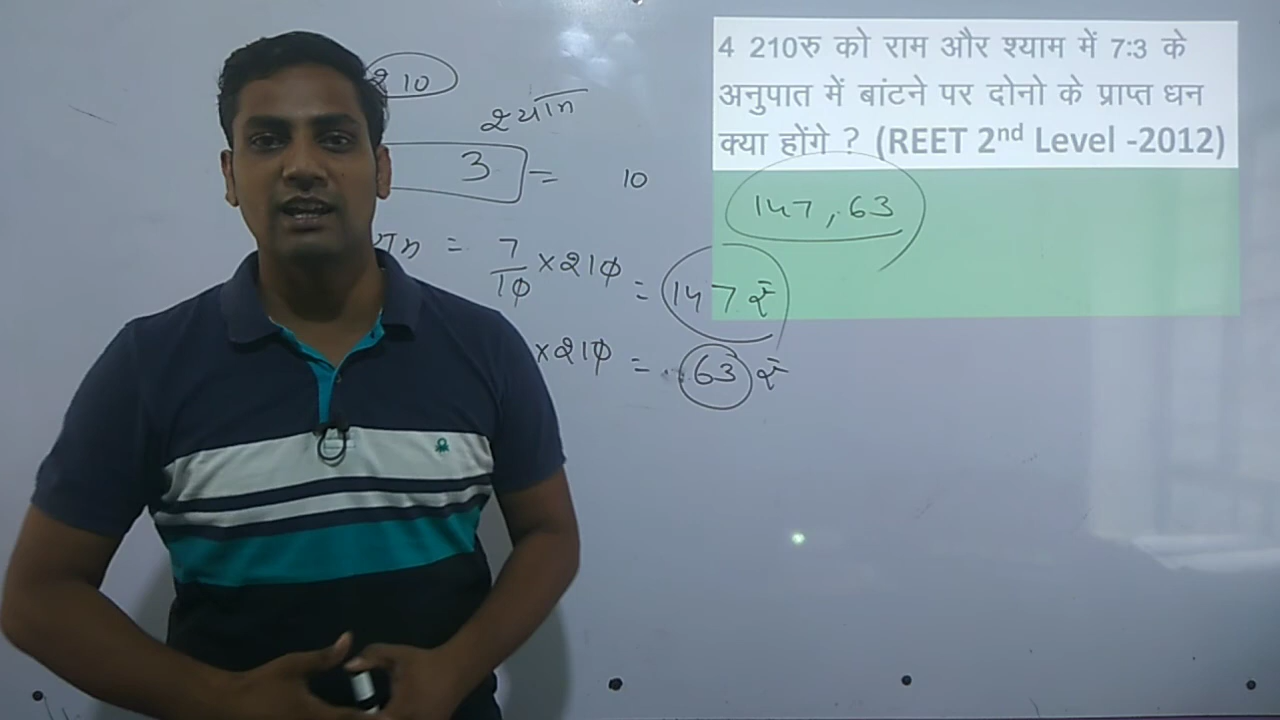 4 210रु को राम और श्याम में 7:3 के
अनुपात में बांटने पर दोनो के प्राप्त धन
क्या होंगे ? (REET 2nd Level -2012)
147, 63
210
श्याम
3 = 10
= 7/10 × 210 = 147 रु
× 210 = 63 रु